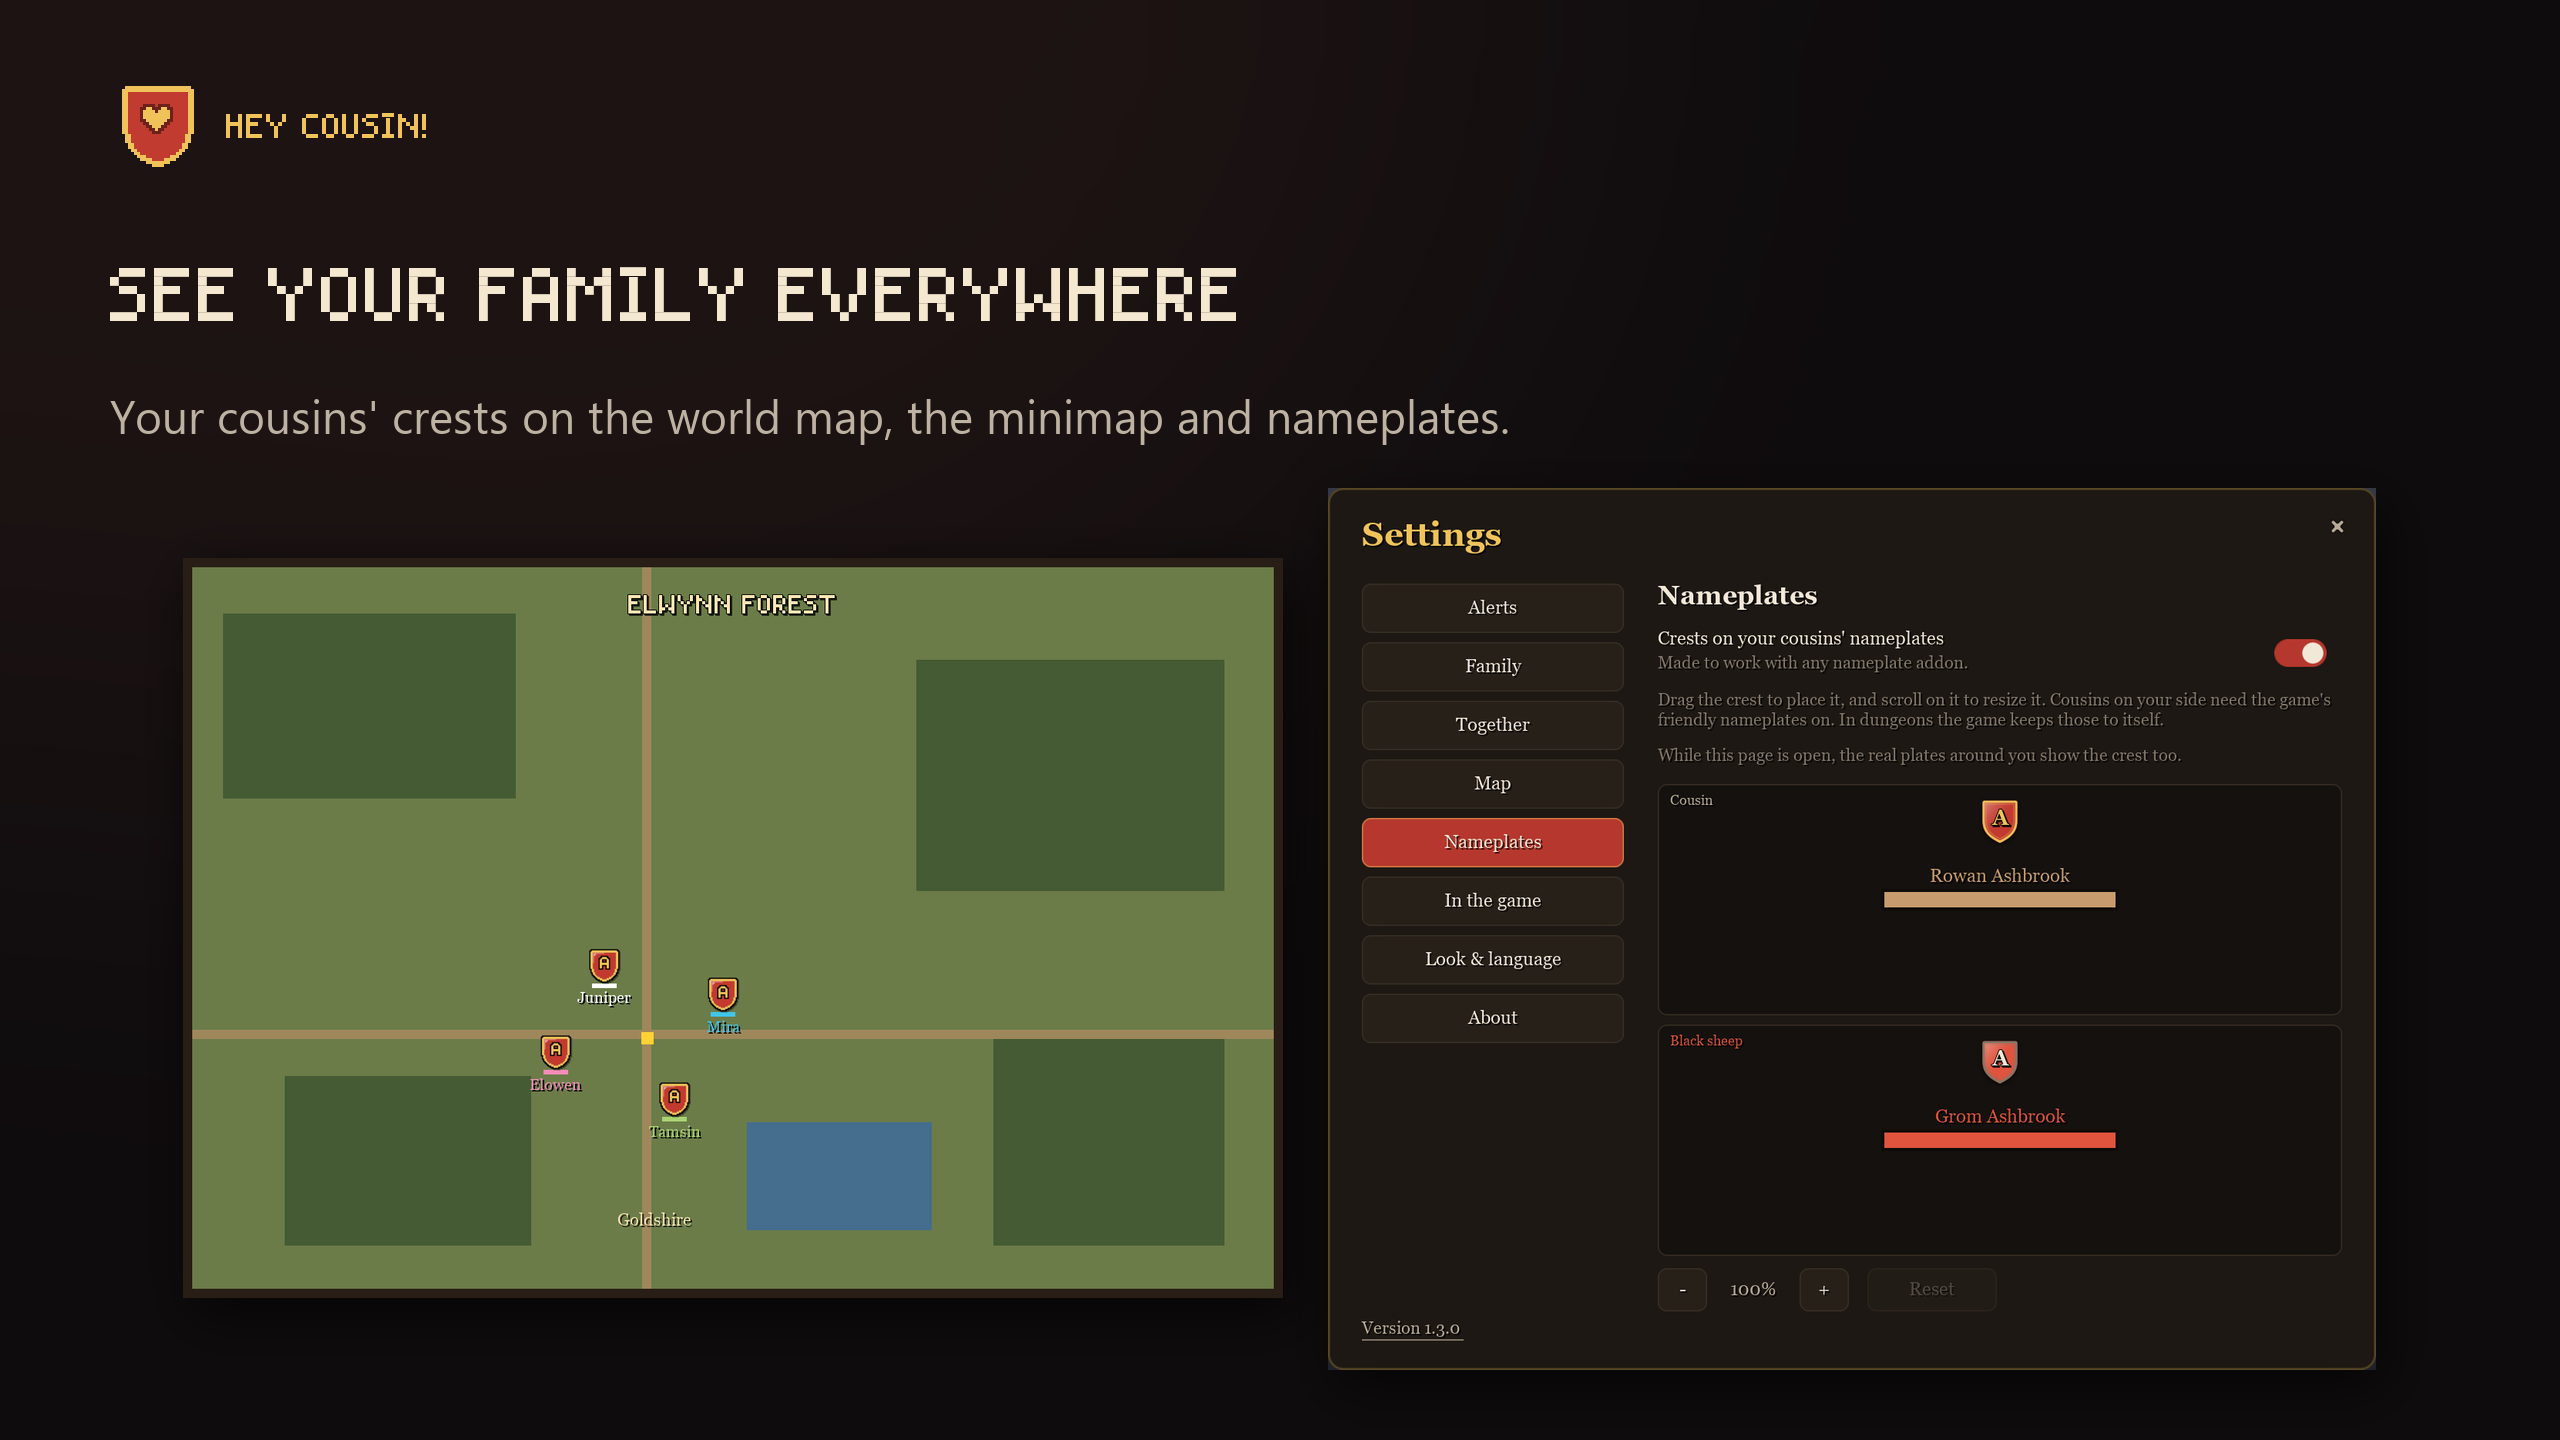 HEY COUSIN!
SEE YOUR FAMILY EVERYWHERE
Your cousins' crests on the world map, the minimap and nameplates.
ELWYNN FOREST
A
Juniper
A
Mira
A
Elowen
A
Tamsin
Goldshire
Settings
×
Alerts
Family
Together
Map
Nameplates
In the game
Look & language
About
Version 1.3.0
Nameplates
Crests on your cousins' nameplates
Made to work with any nameplate addon.
Drag the crest to place it, and scroll on it to resize it. Cousins on your side need the game's
friendly nameplates on. In dungeons the game keeps those to itself.
While this page is open, the real plates around you show the crest too.
Cousin
A
Rowan Ashbrook
Black sheep
A
Grom Ashbrook
- 100% + Reset